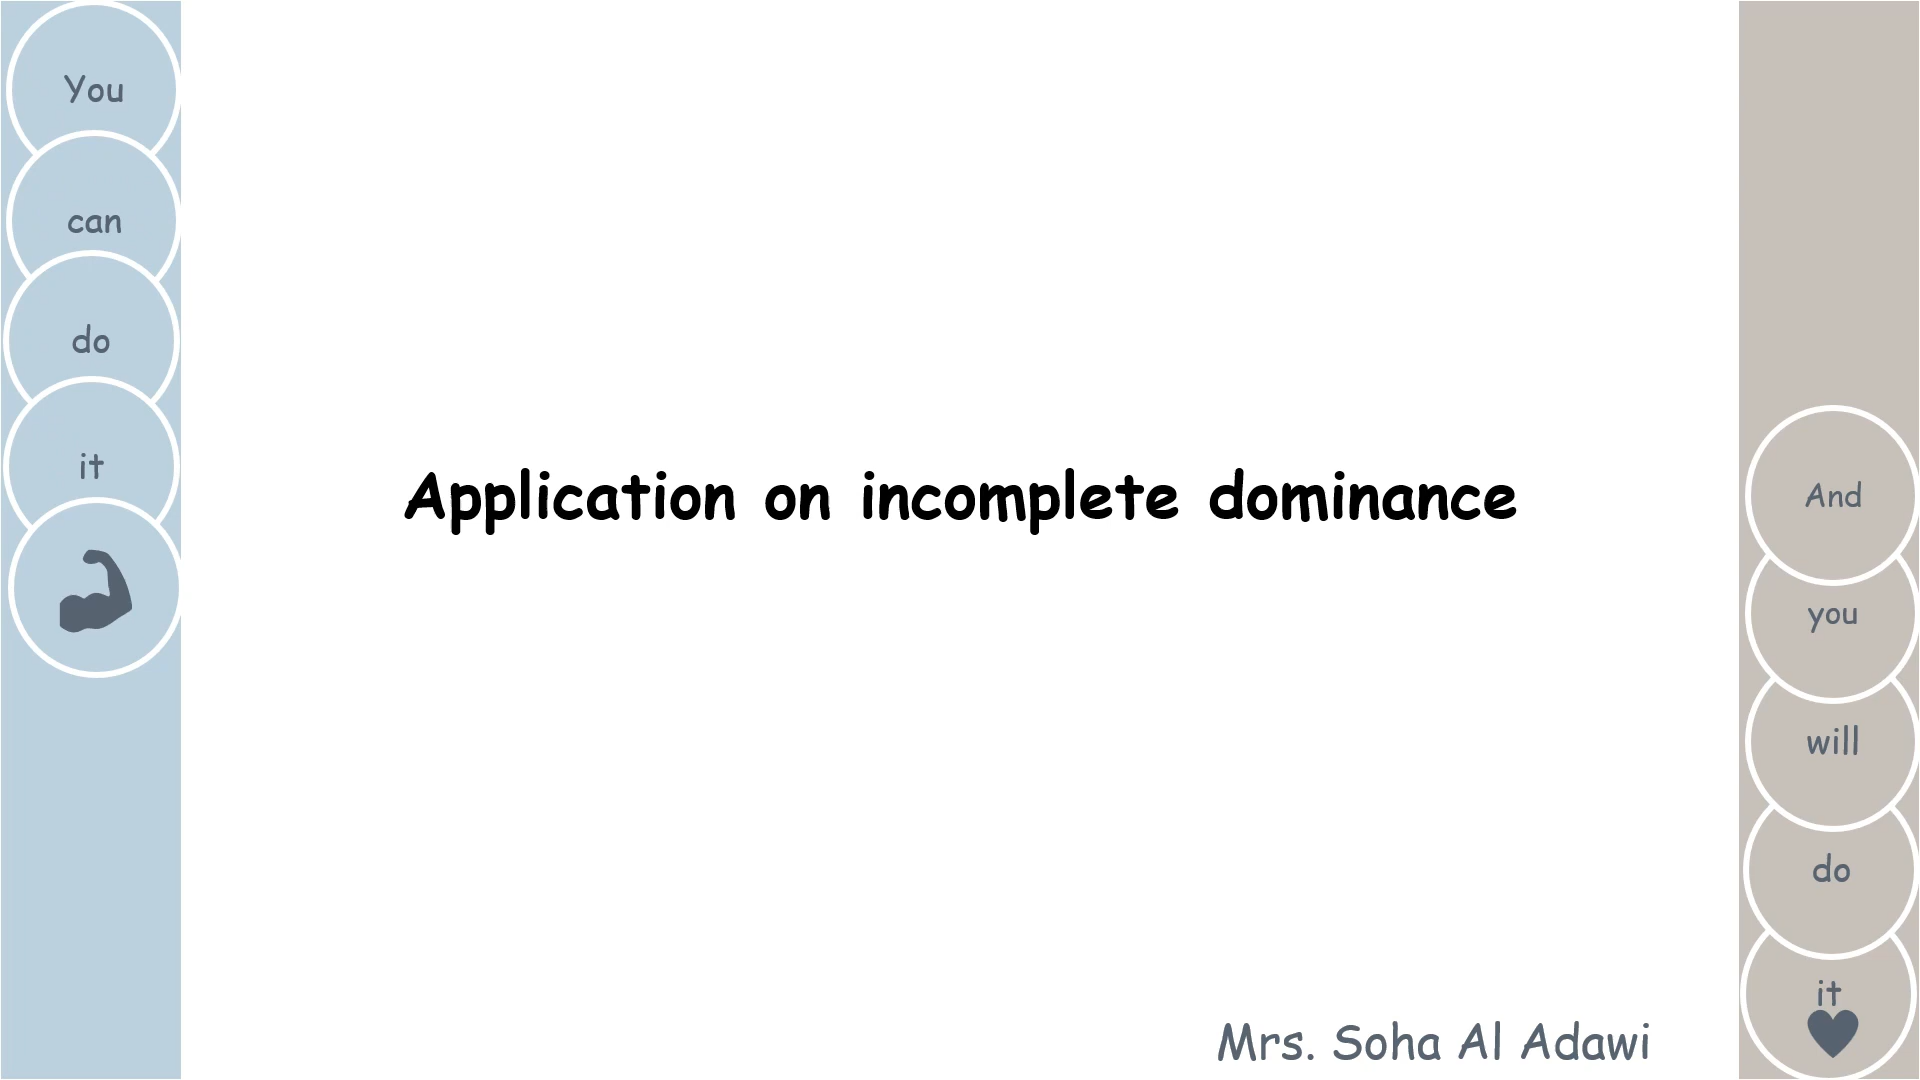 You
can
do
it
Application on incomplete dominance
And
you
will
do
it
Mrs. Soha Al Adawi